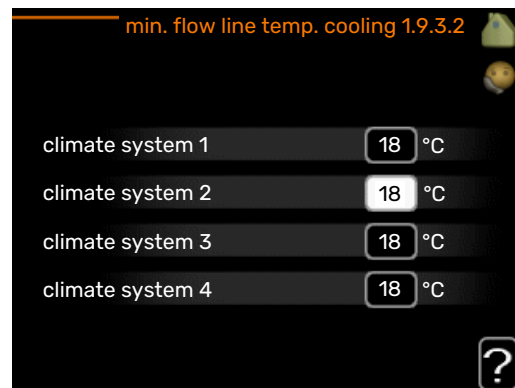 min. flow line temp. cooling 1.9.3.2
climate system 1 18 °C
climate system 2 18 °C
climate system 3 18 °C
climate system 4 18 °C
?